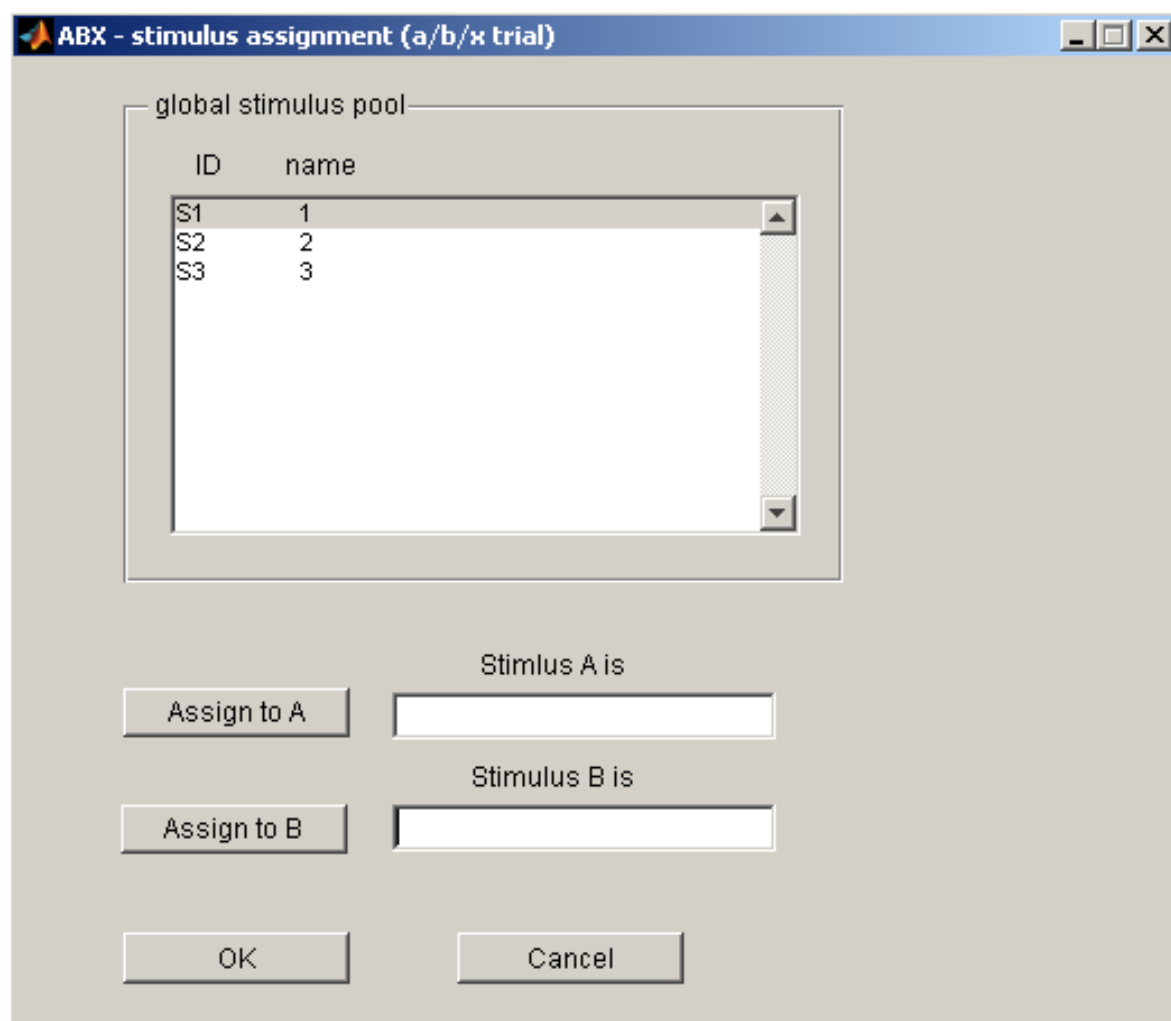 ABX - stimulus assignment (a/b/x trial)
global stimulus pool
ID name
S1 1
S2 2
S3 3
Stimlus A is
Assign to A
Stimulus B is
Assign to B
OK Cancel